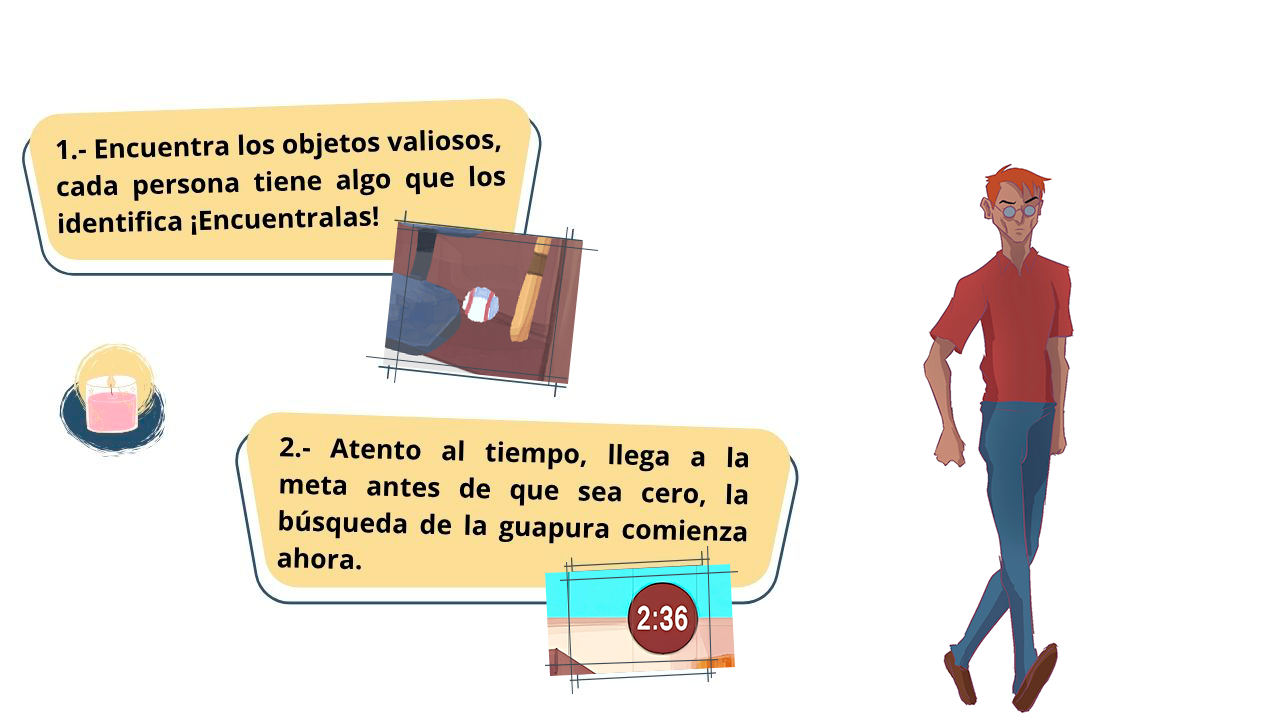 1.- Encuentra los objetos valiosos,
cada persona tiene algo que los
identifica ¡Encuentralas!
2.- Atento al tiempo, llega a la
meta antes de que sea cero, la
búsqueda de la guapura comienza
ahora.
2:36